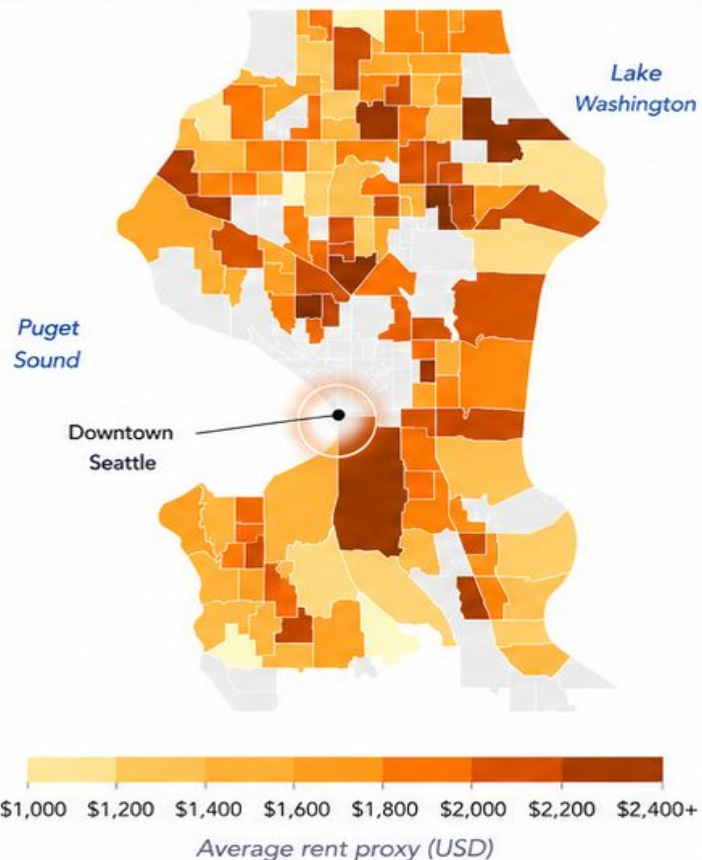 Lake
Washington
Puget
Sound
Downtown
Seattle
$1,000 $1,200 $1,400 $1,600 $1,800 $2,000 $2,200 $2,400+
Average rent proxy (USD)